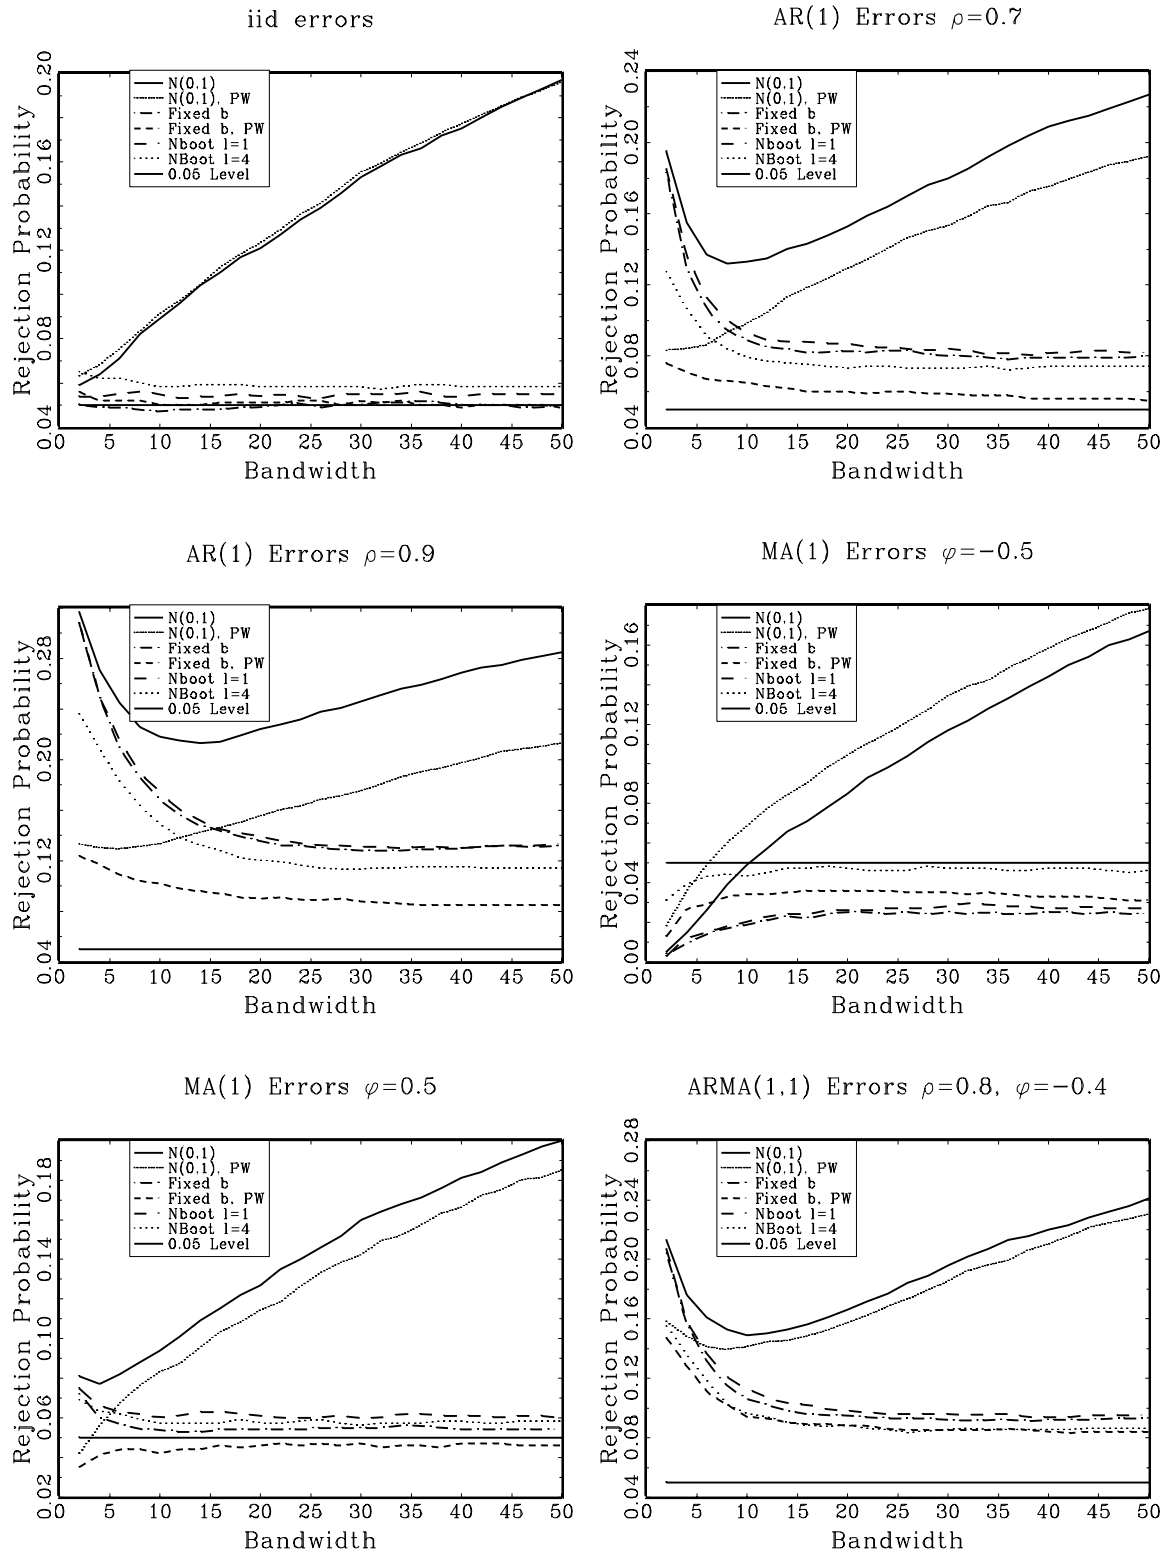 iid errors
N(0,1)
N(0,1), PW
Fixed b
Fixed b, PW
Nboot l=1
NBoot l=4
0.05 Level
Rejection Probability
0.20
0.16
0.12
0.08
0.04
0 5 10 15 20 25 30 35 40 45 50
Bandwidth
AR(1) Errors ρ=0.7
N(0,1)
N(0,1), PW
Fixed b
Fixed b, PW
Nboot l=1
NBoot l=4
0.05 Level
Rejection Probability
0.24
0.20
0.16
0.12
0.08
0.04
0 5 10 15 20 25 30 35 40 45 50
Bandwidth
AR(1) Errors ρ=0.9
N(0,1)
N(0,1), PW
Fixed b
Fixed b, PW
Nboot l=1
NBoot l=4
0.05 Level
Rejection Probability
0.28
0.20
0.12
0.04
0 5 10 15 20 25 30 35 40 45 50
Bandwidth
MA(1) Errors φ=−0.5
N(0,1)
N(0,1), PW
Fixed b
Fixed b, PW
Nboot l=1
NBoot l=4
0.05 Level
Rejection Probability
0.16
0.12
0.08
0.04
0.00
0 5 10 15 20 25 30 35 40 45 50
Bandwidth
MA(1) Errors φ=0.5
N(0,1)
N(0,1), PW
Fixed b
Fixed b, PW
Nboot l=1
NBoot l=4
0.05 Level
Rejection Probability
0.18
0.14
0.10
0.06
0.02
0 5 10 15 20 25 30 35 40 45 50
Bandwidth
ARMA(1,1) Errors ρ=0.8, φ=−0.4
N(0,1)
N(0,1), PW
Fixed b
Fixed b, PW
Nboot l=1
NBoot l=4
0.05 Level
Rejection Probability
0.28
0.24
0.20
0.16
0.12
0.08
0.04
0 5 10 15 20 25 30 35 40 45 50
Bandwidth